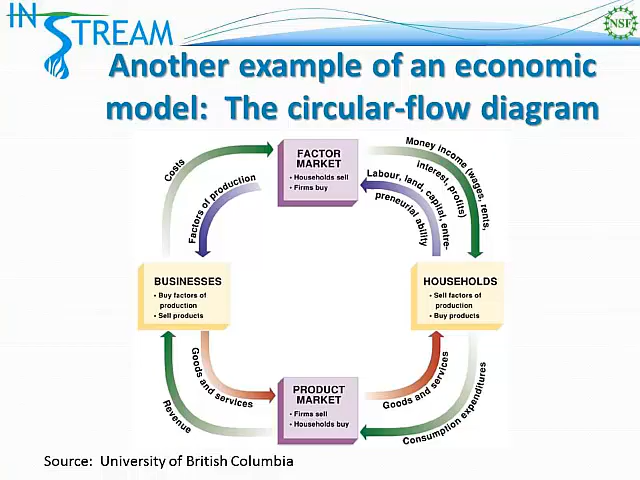 INSTREAM
NSF
Another example of an economic
model: The circular-flow diagram
Costs
Factors of production
FACTOR
MARKET
• Households sell
• Firms buy
Money income (wages, rents,
interest, profits)
Labour, land, capital, entre-
preneurial ability
BUSINESSES
• Buy factors of
production
• Sell products
HOUSEHOLDS
• Sell factors of
production
• Buy products
Goods and services
Revenue
PRODUCT
MARKET
• Firms sell
• Households buy
Goods and services
Consumption expenditures
Source: University of British Columbia